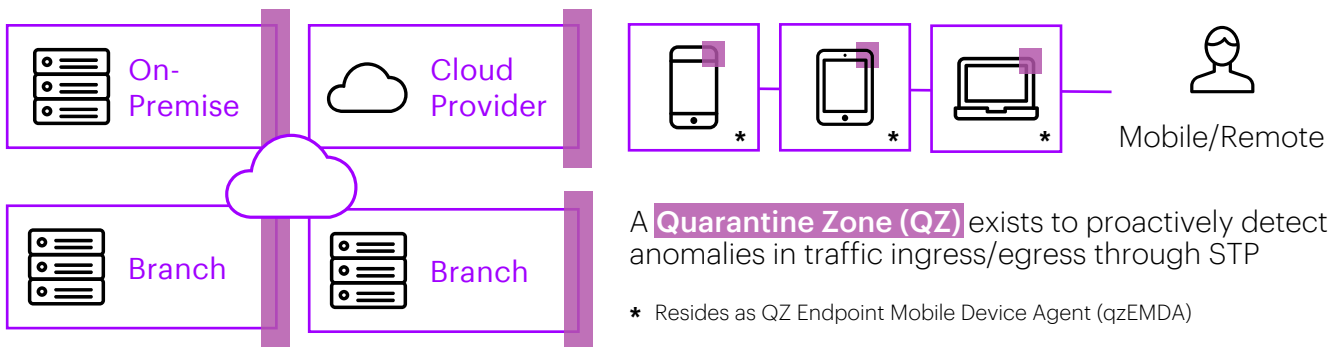 On-
Premise
Cloud
Provider
Branch
Branch
*
*
*
Mobile/Remote
A Quarantine Zone (QZ) exists to proactively detect
anomalies in traffic ingress/egress through STP
* Resides as QZ Endpoint Mobile Device Agent (qzEMDA)